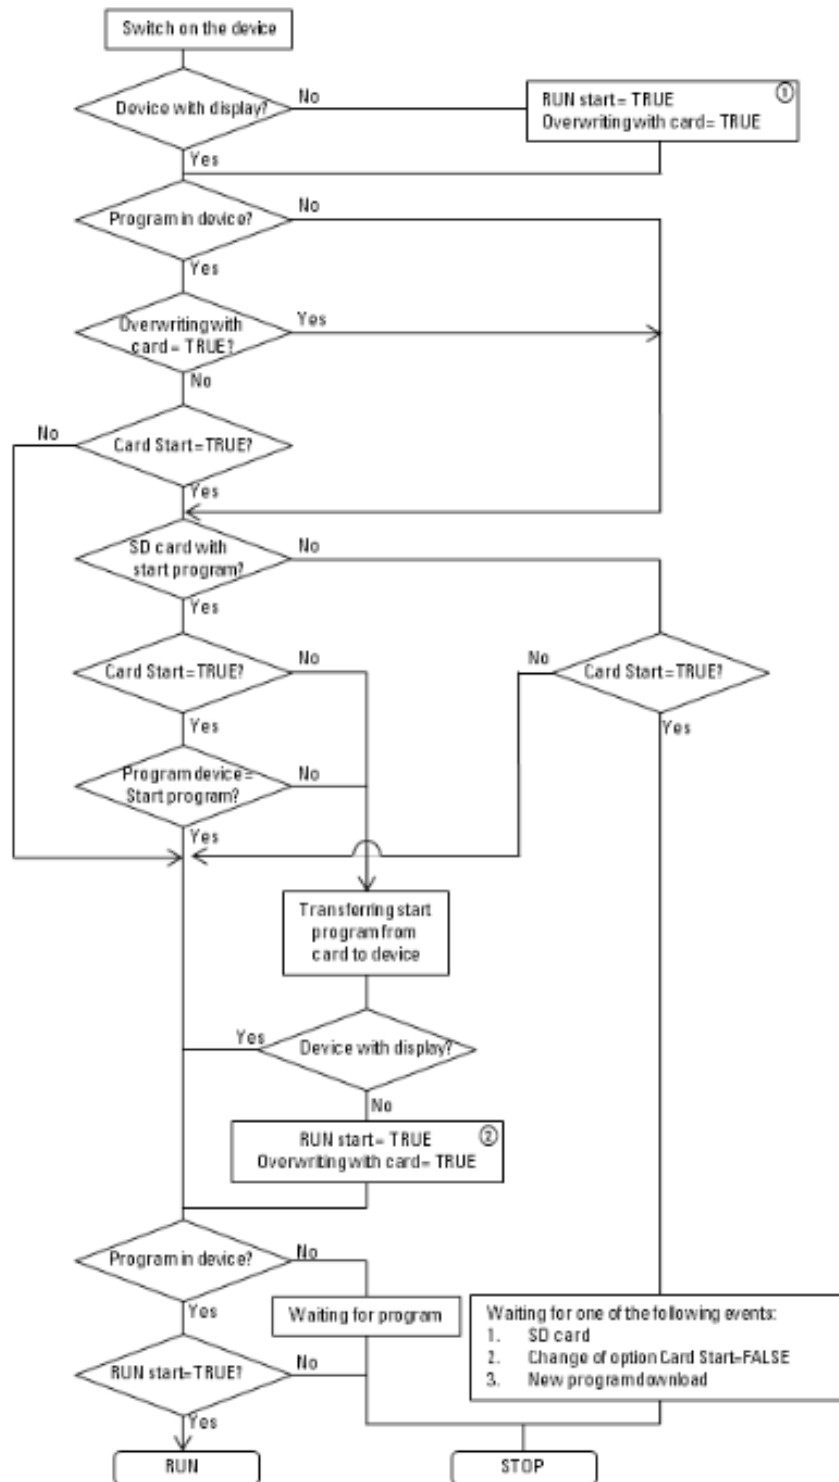 Switch on the device
Device with display?
No
①
RUN start= TRUE
Overwriting with card= TRUE
Yes
Program in device?
No
Yes
Overwriting with
card= TRUE?
Yes
No
No
Card Start=TRUE?
Yes
SD card with
start program?
No
Yes
Card Start=TRUE?
No
No
Card Start=TRUE?
Yes
Yes
Program device=
Start program?
No
Yes
Transferring start
program from
card to device
Yes
Device with display?
No
②
RUN start= TRUE
Overwriting with card= TRUE
Program in device?
No
Yes
Waiting for program
Waiting for one of the following events:
1. SD card
2. Change of option Card Start=FALSE
3. New program download
RUN start=TRUE?
No
Yes
RUN
STOP